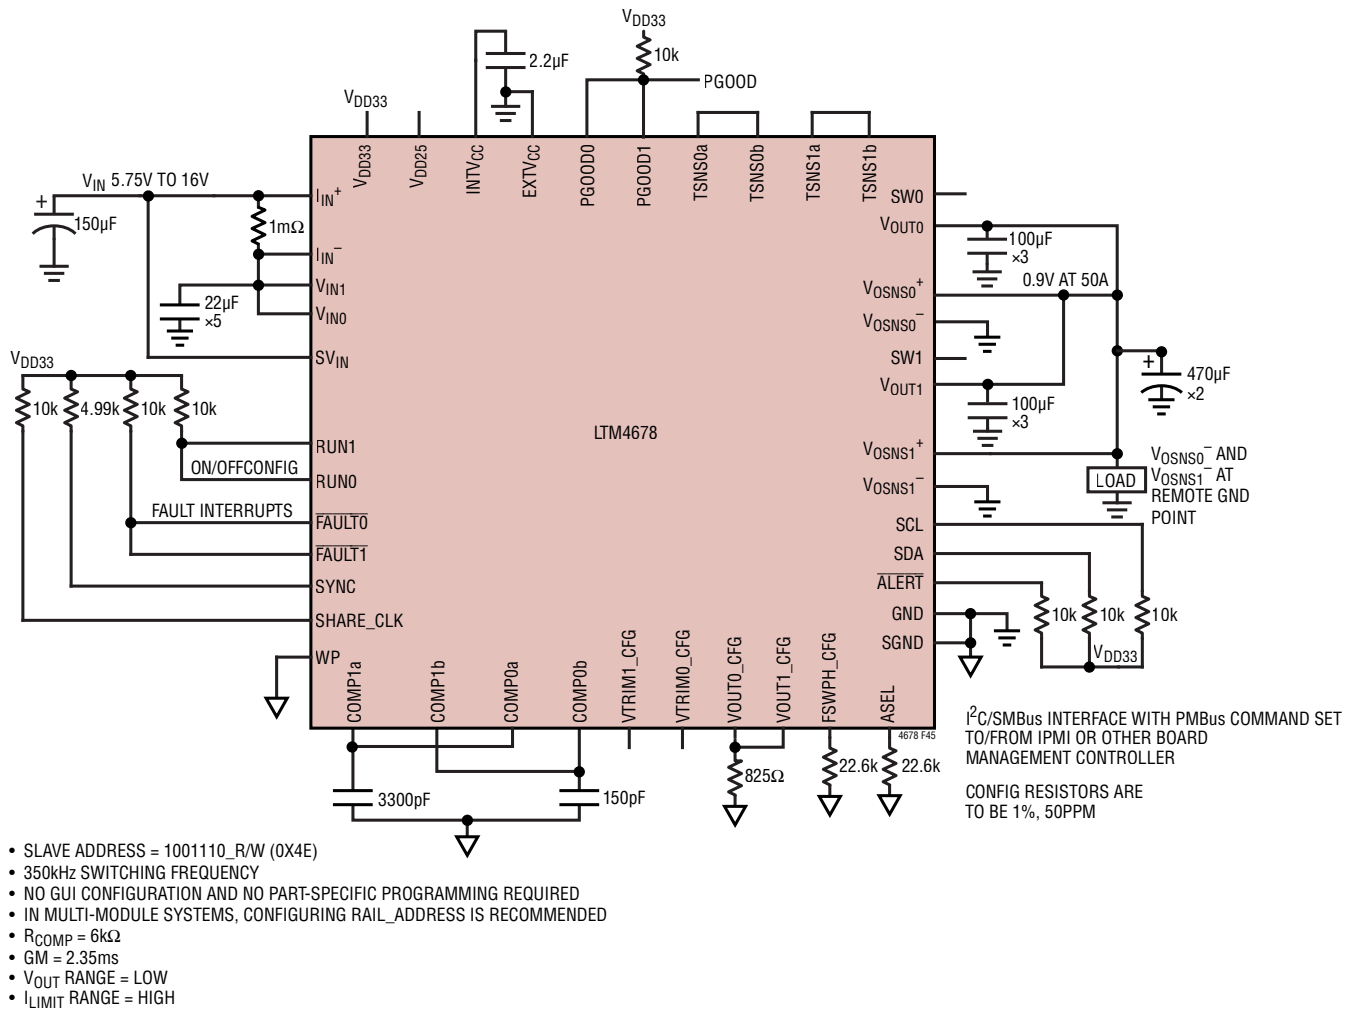 VDD33
10k
2.2µF
PGOOD
VDD33
VDD33
VDD25
INTVCC
EXTVCC
PGOOD0
PGOOD1
TSNS0a
TSNS0b
TSNS1a
TSNS1b
VIN 5.75V TO 16V
+
150µF
1mΩ
22µF
×5
IIN+
IIN–
VIN1
VIN0
SVIN
VDD33
10k
4.99k
10k
10k
RUN1
ON/OFFCONFIG
RUN0
FAULT INTERRUPTS
FAULT0
FAULT1
SYNC
SHARE_CLK
WP
LTM4678
SW0
VOUT0
100µF
×3
0.9V AT 50A
VOSNS0+
VOSNS0–
SW1
VOUT1
100µF
×3
+
470µF
×2
VOSNS1+
VOSNS1–
LOAD
VOSNS0– AND
VOSNS1– AT
REMOTE GND
POINT
SCL
SDA
ALERT
GND
SGND
10k
10k
10k
VDD33
COMP1a
COMP1b
COMP0a
COMP0b
VTRIM1_CFG
VTRIM0_CFG
VOUT0_CFG
VOUT1_CFG
FSWPH_CFG
ASEL
4678 F45
3300pF
150pF
825Ω
22.6k
22.6k
I2C/SMBus INTERFACE WITH PMBus COMMAND SET
TO/FROM IPMI OR OTHER BOARD
MANAGEMENT CONTROLLER
CONFIG RESISTORS ARE
TO BE 1%, 50PPM
• SLAVE ADDRESS = 1001110_R/W (0X4E)
• 350kHz SWITCHING FREQUENCY
• NO GUI CONFIGURATION AND NO PART-SPECIFIC PROGRAMMING REQUIRED
• IN MULTI-MODULE SYSTEMS, CONFIGURING RAIL_ADDRESS IS RECOMMENDED
• RCOMP = 6kΩ
• GM = 2.35ms
• VOUT RANGE = LOW
• ILIMIT RANGE = HIGH